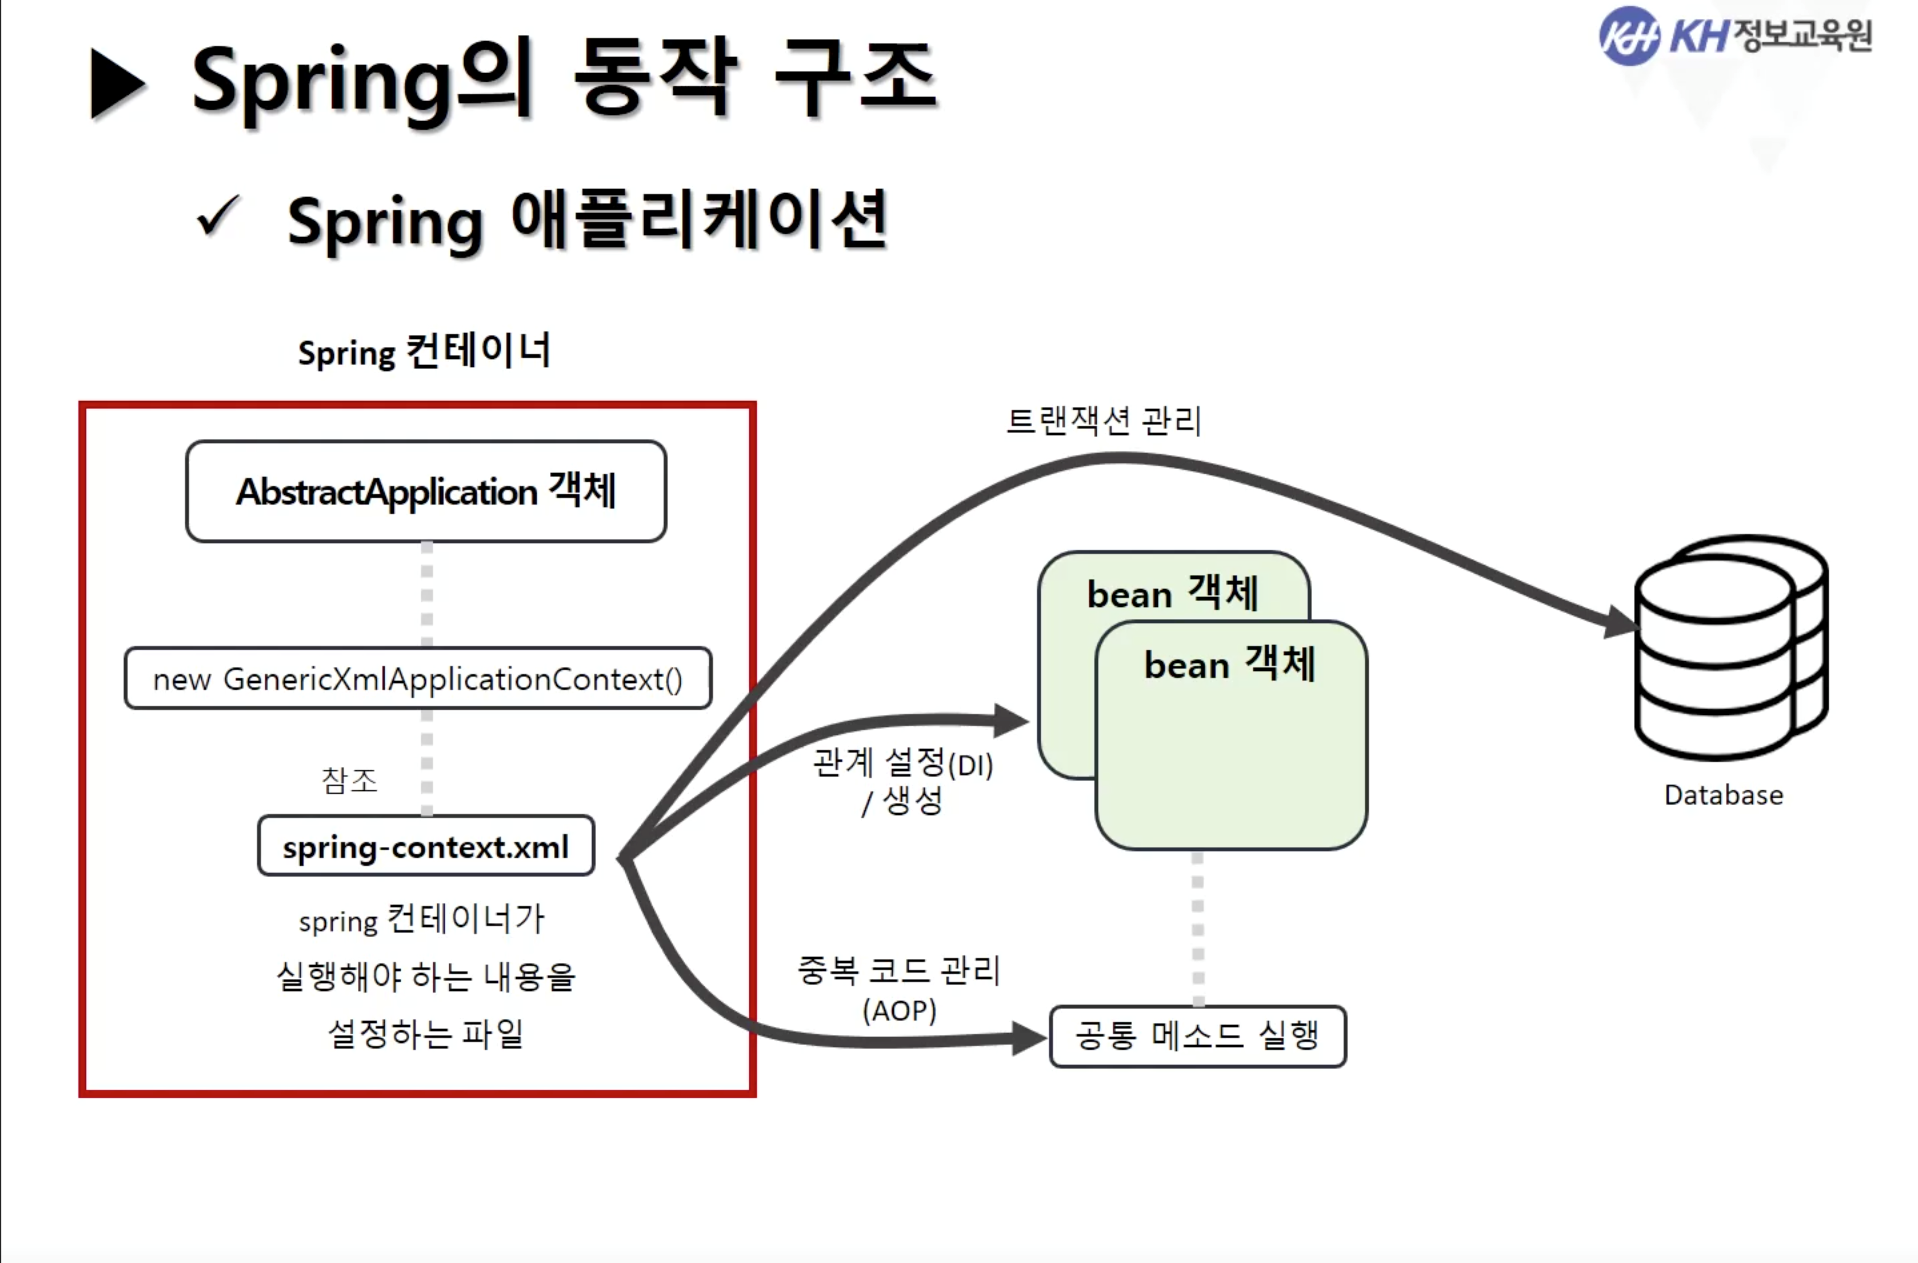 KH KH정보교육원
▶ Spring의 동작 구조
✓ Spring 애플리케이션
Spring 컨테이너
AbstractApplication 객체
new GenericXmlApplicationContext()
참조
spring-context.xml
spring 컨테이너가
실행해야 하는 내용을
설정하는 파일
트랜잭션 관리
관계 설정(DI)
/ 생성
bean 객체
bean 객체
중복 코드 관리
(AOP)
공통 메소드 실행
Database